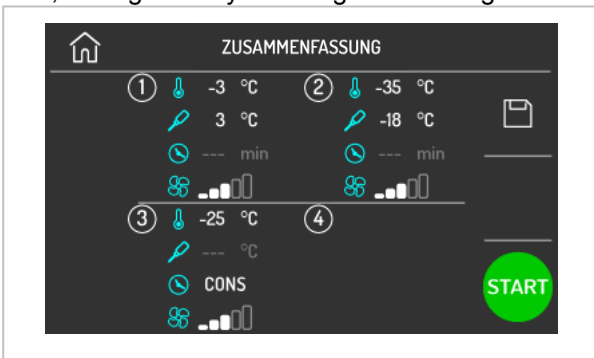 ZUSAMMENFASSUNG
1 -3 °C
3 °C
--- min
2 -35 °C
-18 °C
--- min
3 -25 °C
--- °C
CONS
4
START